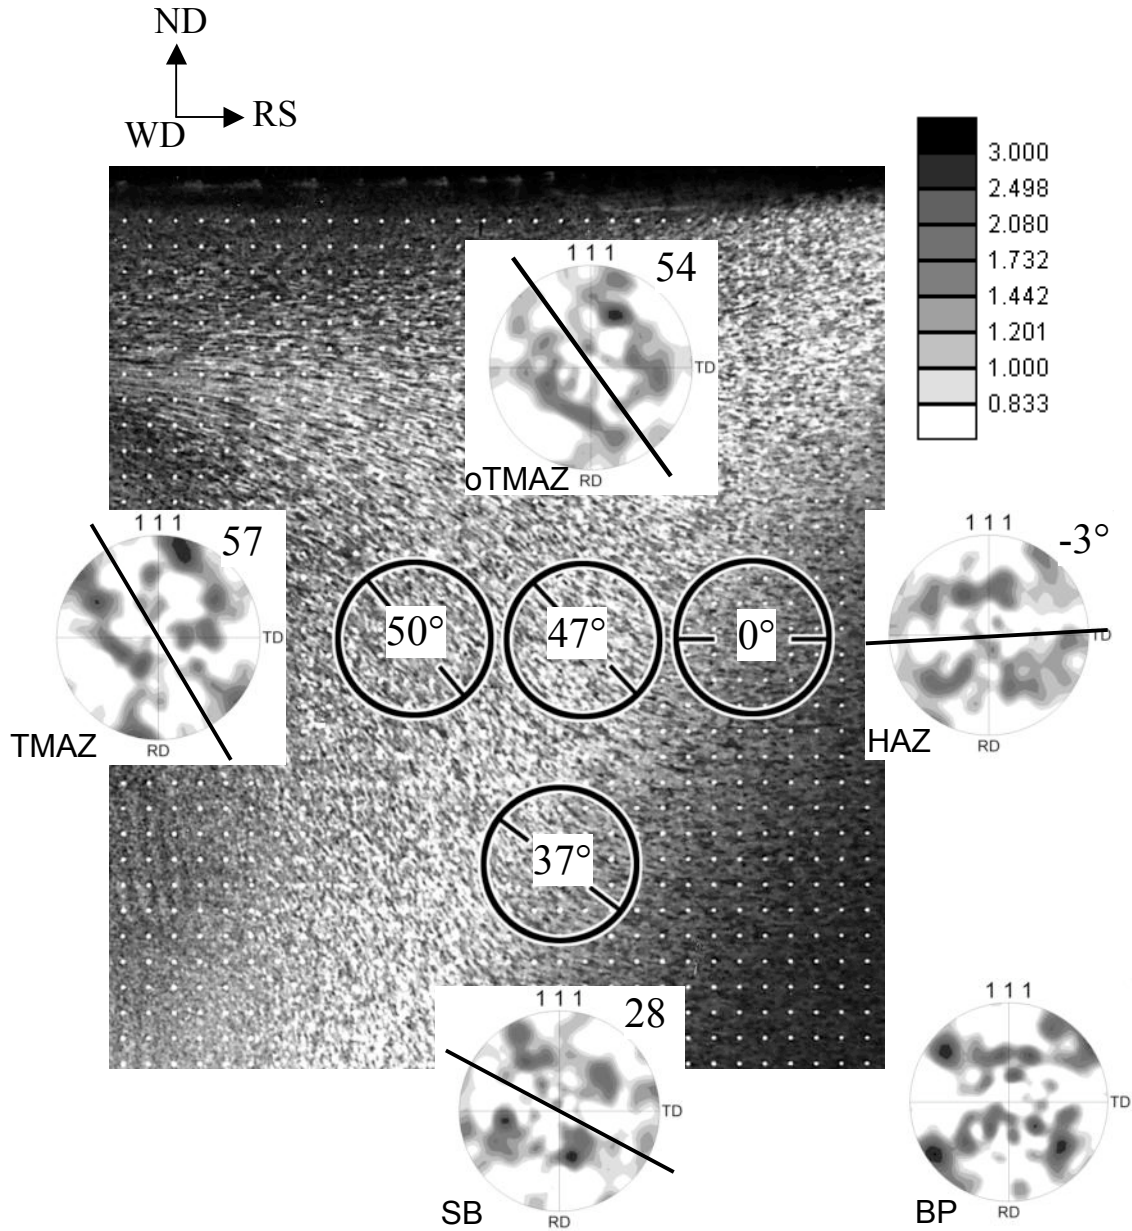 ND
WD
RS
3.000
2.498
2.080
1.732
1.442
1.201
1.000
0.833
1 1 1
54
TD
oTMAZ
RD
1 1 1
57
TD
TMAZ
RD
50°
47°
0°
1 1 1
-3°
TD
HAZ
RD
37°
1 1 1
28
TD
SB
RD
1 1 1
TD
BP
RD